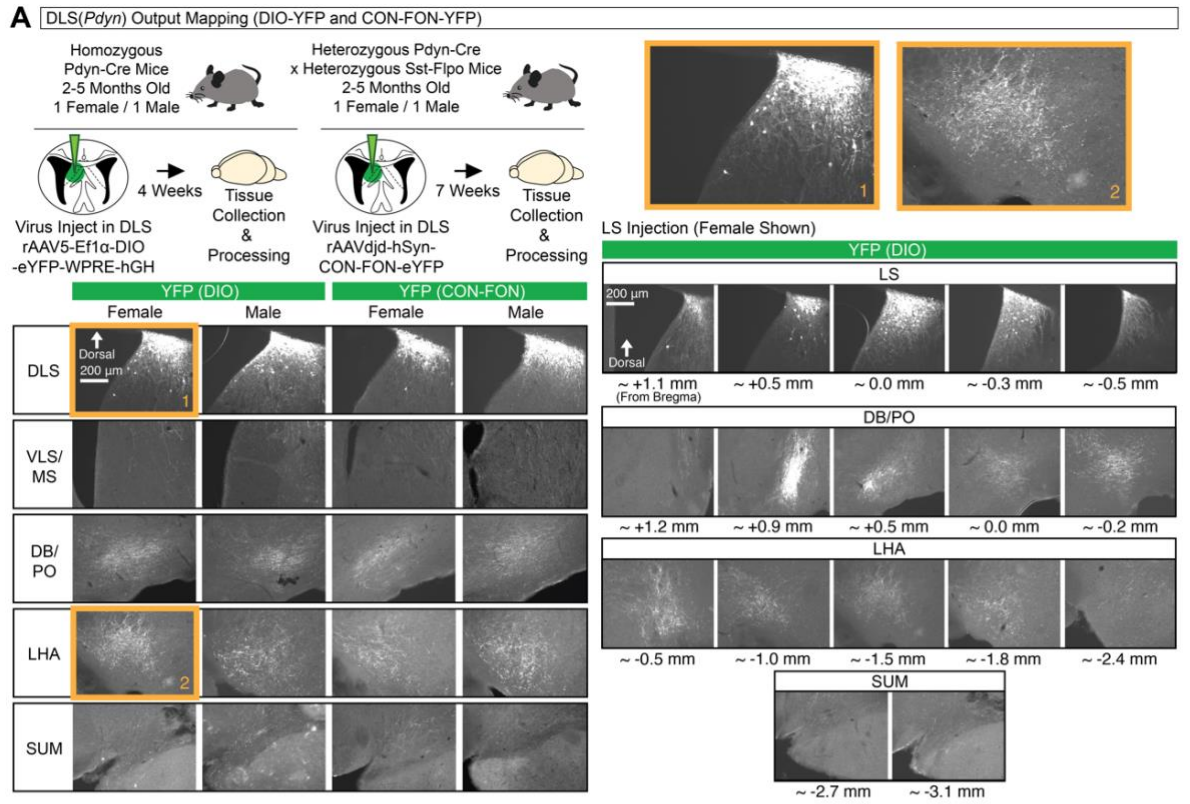 A
DLS(Pdyn) Output Mapping (DIO-YFP and CON-FON-YFP)
Homozygous
Pdyn-Cre Mice
2-5 Months Old
1 Female / 1 Male
Heterozygous Pdyn-Cre
x Heterozygous Sst-Flpo Mice
2-5 Months Old
1 Female / 1 Male
4 Weeks
Tissue
Collection
&
Processing
Virus Inject in DLS
rAAV5-Ef1α-DIO
-eYFP-WPRE-hGH
7 Weeks
Tissue
Collection
&
Processing
Virus Inject in DLS
rAAVdjd-hSyn-
CON-FON-eYFP
YFP (DIO)
YFP (CON-FON)
Female
Male
Female
Male
DLS
Dorsal
200 µm
1
VLS/
MS
DB/
PO
LHA
2
SUM
1
2
LS Injection (Female Shown)
YFP (DIO)
LS
200 µm
Dorsal
~ +1.1 mm
(From Bregma)
~ +0.5 mm
~ 0.0 mm
~ -0.3 mm
~ -0.5 mm
DB/PO
~ +1.2 mm
~ +0.9 mm
~ +0.5 mm
~ 0.0 mm
~ -0.2 mm
LHA
~ -0.5 mm
~ -1.0 mm
~ -1.5 mm
~ -1.8 mm
~ -2.4 mm
SUM
~ -2.7 mm
~ -3.1 mm